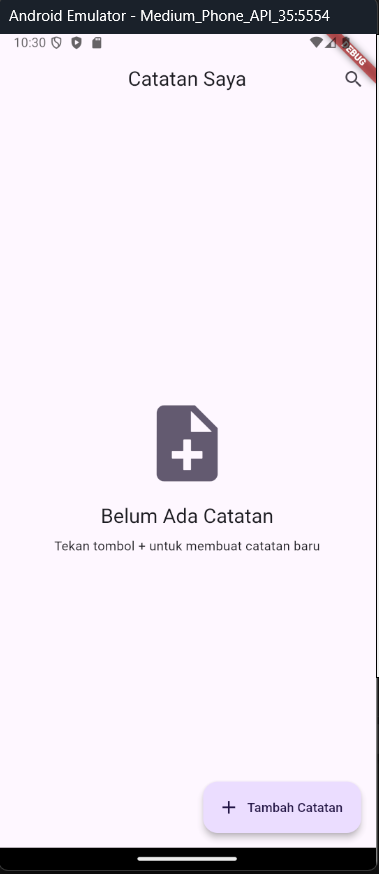 Android Emulator - Medium_Phone_API_35:5554
10:30
DEBUG
Catatan Saya
Belum Ada Catatan
Tekan tombol + untuk membuat catatan baru
+ Tambah Catatan